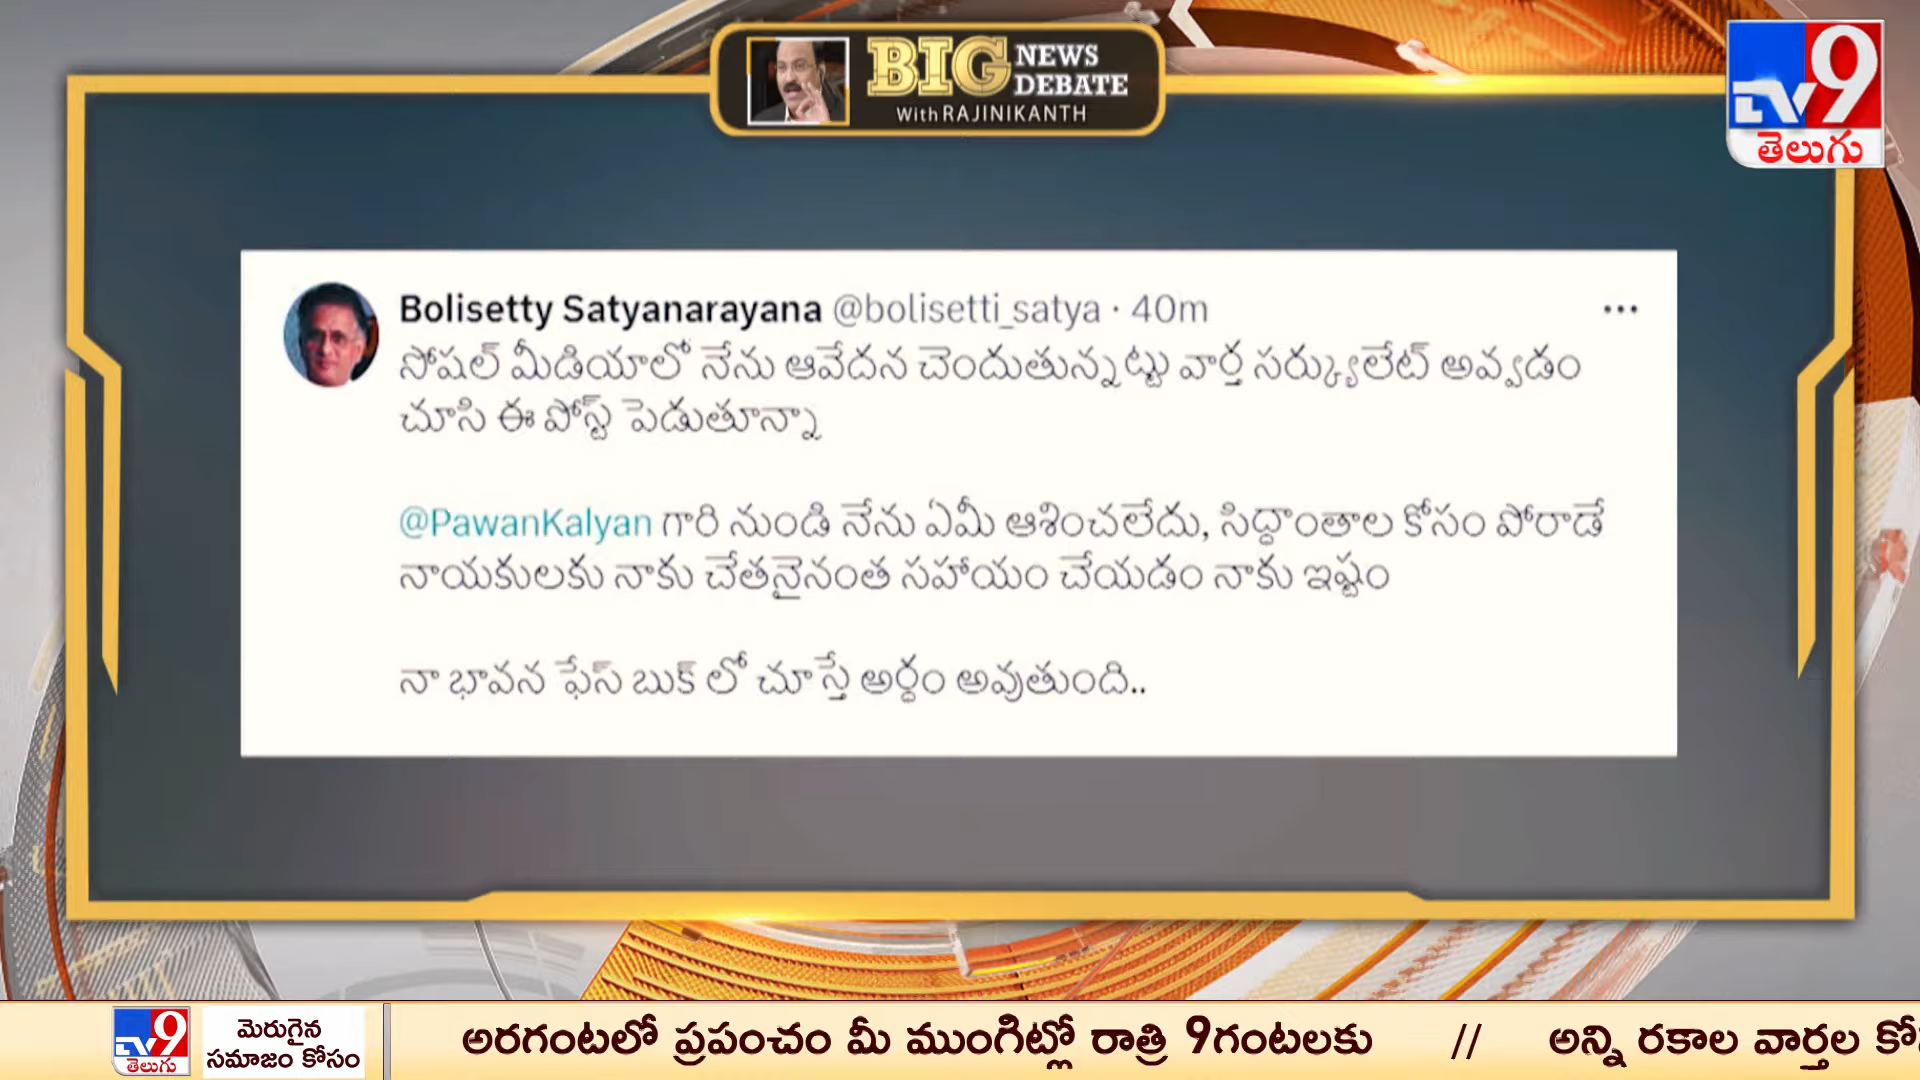 BIG NEWS
DEBATE
With RAJINIKANTH
TV9
తెలుగు
Bolisetty Satyanarayana @bolisetti_satya · 40m
సోషల్ మీడియాలో నేను ఆవేదన చెందుతున్నట్టు వార్త సర్క్యులేట్ అవ్వడం
చూసి ఈ పోస్ట్ పెడుతూన్నా
@PawanKalyan గారి నుండి నేను ఏమీ ఆశించలేదు, సిద్ధాంతాల కోసం పోరాడే
నాయకులకు నాకు చేతనైనంత సహాయం చేయడం నాకు ఇష్టం
నా భావన ఫేస్ బుక్ లో చూస్తే అర్ధం అవుతుంది..
TV9
తెలుగు
మెరుగైన
సమాజం కోసం
అరగంటలో ప్రపంచం మీ ముంగిట్లో రాత్రి 9గంటలకు // అన్ని రకాల వార్తల